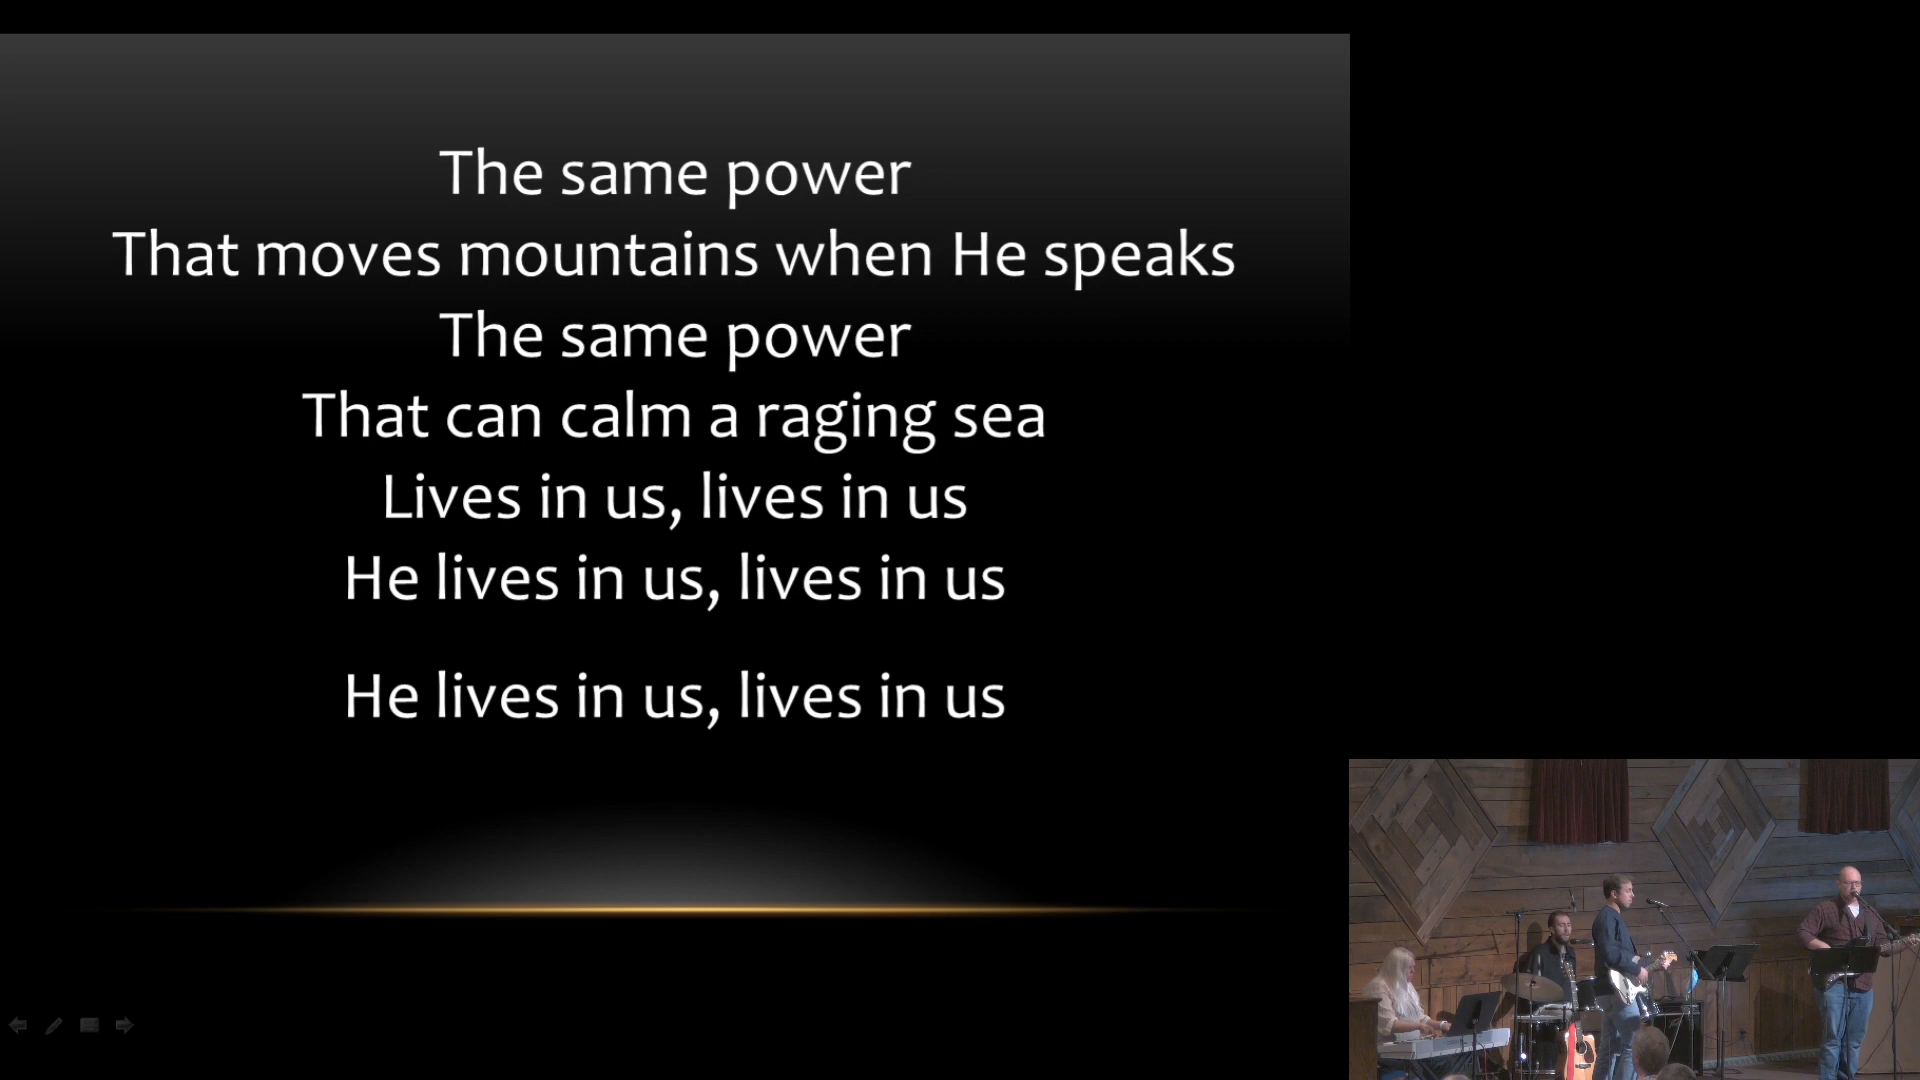 The same power
That moves mountains when He speaks
The same power
That can calm a raging sea
Lives in us, lives in us
He lives in us, lives in us
He lives in us, lives in us